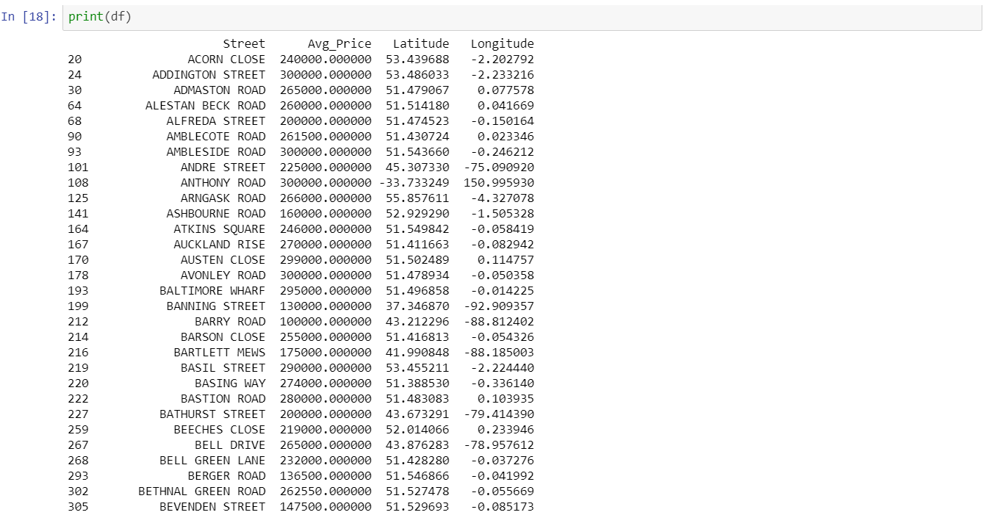 In [18]: print(df)
Street Avg_Price Latitude Longitude
20 ACORN CLOSE 240000.000000 53.439688 -2.202792
24 ADDINGTON STREET 300000.000000 53.486033 -2.233216
30 ADMASTON ROAD 265000.000000 51.479067 0.077578
64 ALESTAN BECK ROAD 260000.000000 51.514180 0.041669
68 ALFREDA STREET 200000.000000 51.474523 -0.150164
90 AMBLECOTE ROAD 261500.000000 51.430724 0.023346
93 AMBLESIDE ROAD 300000.000000 51.543660 -0.246212
101 ANDRE STREET 225000.000000 45.307330 -75.090920
108 ANTHONY ROAD 300000.000000 -33.733249 150.995930
125 ARNGASK ROAD 266000.000000 55.857611 -4.327078
141 ASHBOURNE ROAD 160000.000000 52.929290 -1.505328
164 ATKINS SQUARE 246000.000000 51.549842 -0.058419
167 AUCKLAND RISE 270000.000000 51.411663 -0.082942
170 AUSTEN CLOSE 299000.000000 51.502489 0.114757
178 AVONLEY ROAD 300000.000000 51.478934 -0.050358
193 BALTIMORE WHARF 295000.000000 51.496858 -0.014225
199 BANNING STREET 130000.000000 37.346870 -92.909357
212 BARRY ROAD 100000.000000 43.212296 -88.812402
214 BARSON CLOSE 255000.000000 51.416813 -0.054326
216 BARTLETT MEWS 175000.000000 41.990848 -88.185003
219 BASIL STREET 290000.000000 53.455211 -2.224440
220 BASING WAY 274000.000000 51.388530 -0.336140
222 BASTION ROAD 280000.000000 51.483083 0.103935
227 BATHURST STREET 200000.000000 43.673291 -79.414390
259 BEECHES CLOSE 219000.000000 52.014066 0.233946
267 BELL DRIVE 265000.000000 43.876283 -78.957612
268 BELL GREEN LANE 232000.000000 51.428280 -0.037276
293 BERGER ROAD 136500.000000 51.546866 -0.041992
302 BETHNAL GREEN ROAD 262550.000000 51.527478 -0.055669
305 BEVENDEN STREET 147500.000000 51.529693 -0.085173